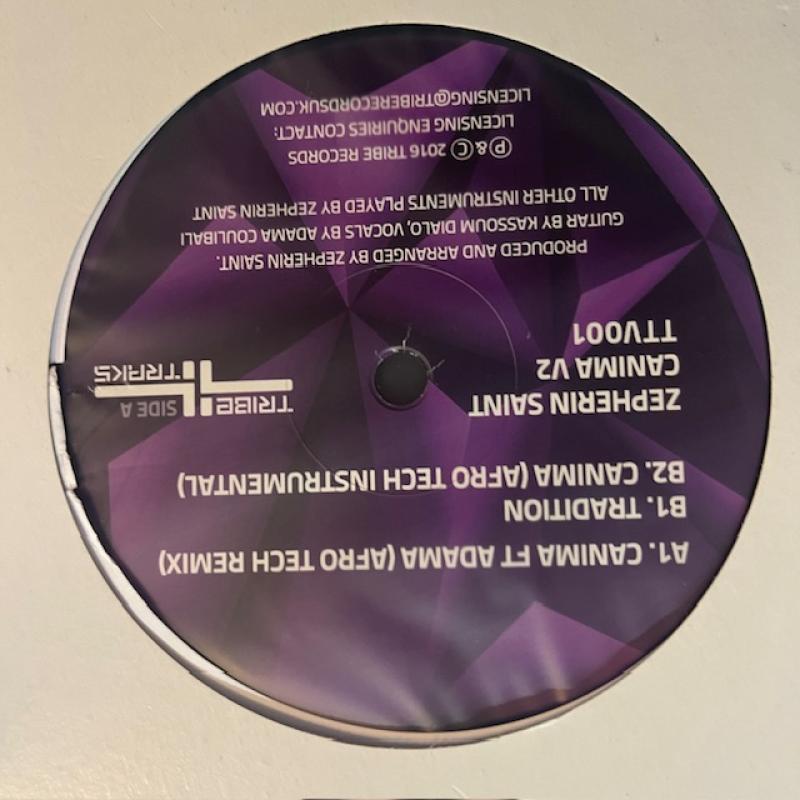 A1. CANIMA FT ADAMA (AFRO TECH REMIX)
B1. TRADITION
B2. CANIMA (AFRO TECH INSTRUMENTAL)
TRIBE SIDE A
TRAKS
ZEPHERIN SAINT
CANIMA V2
TTV001
PRODUCED AND ARRANGED BY ZEPHERIN SAINT.
GUITAR BY KASSOUM DIALO, VOCALS BY ADAMA COULIBALI
ALL OTHER INSTRUMENTS PLAYED BY ZEPHERIN SAINT
Ⓟ & © 2016 TRIBE RECORDS
LICENSING ENQUIRIES CONTACT:
LICENSING@TRIBERECORDSUK.COM